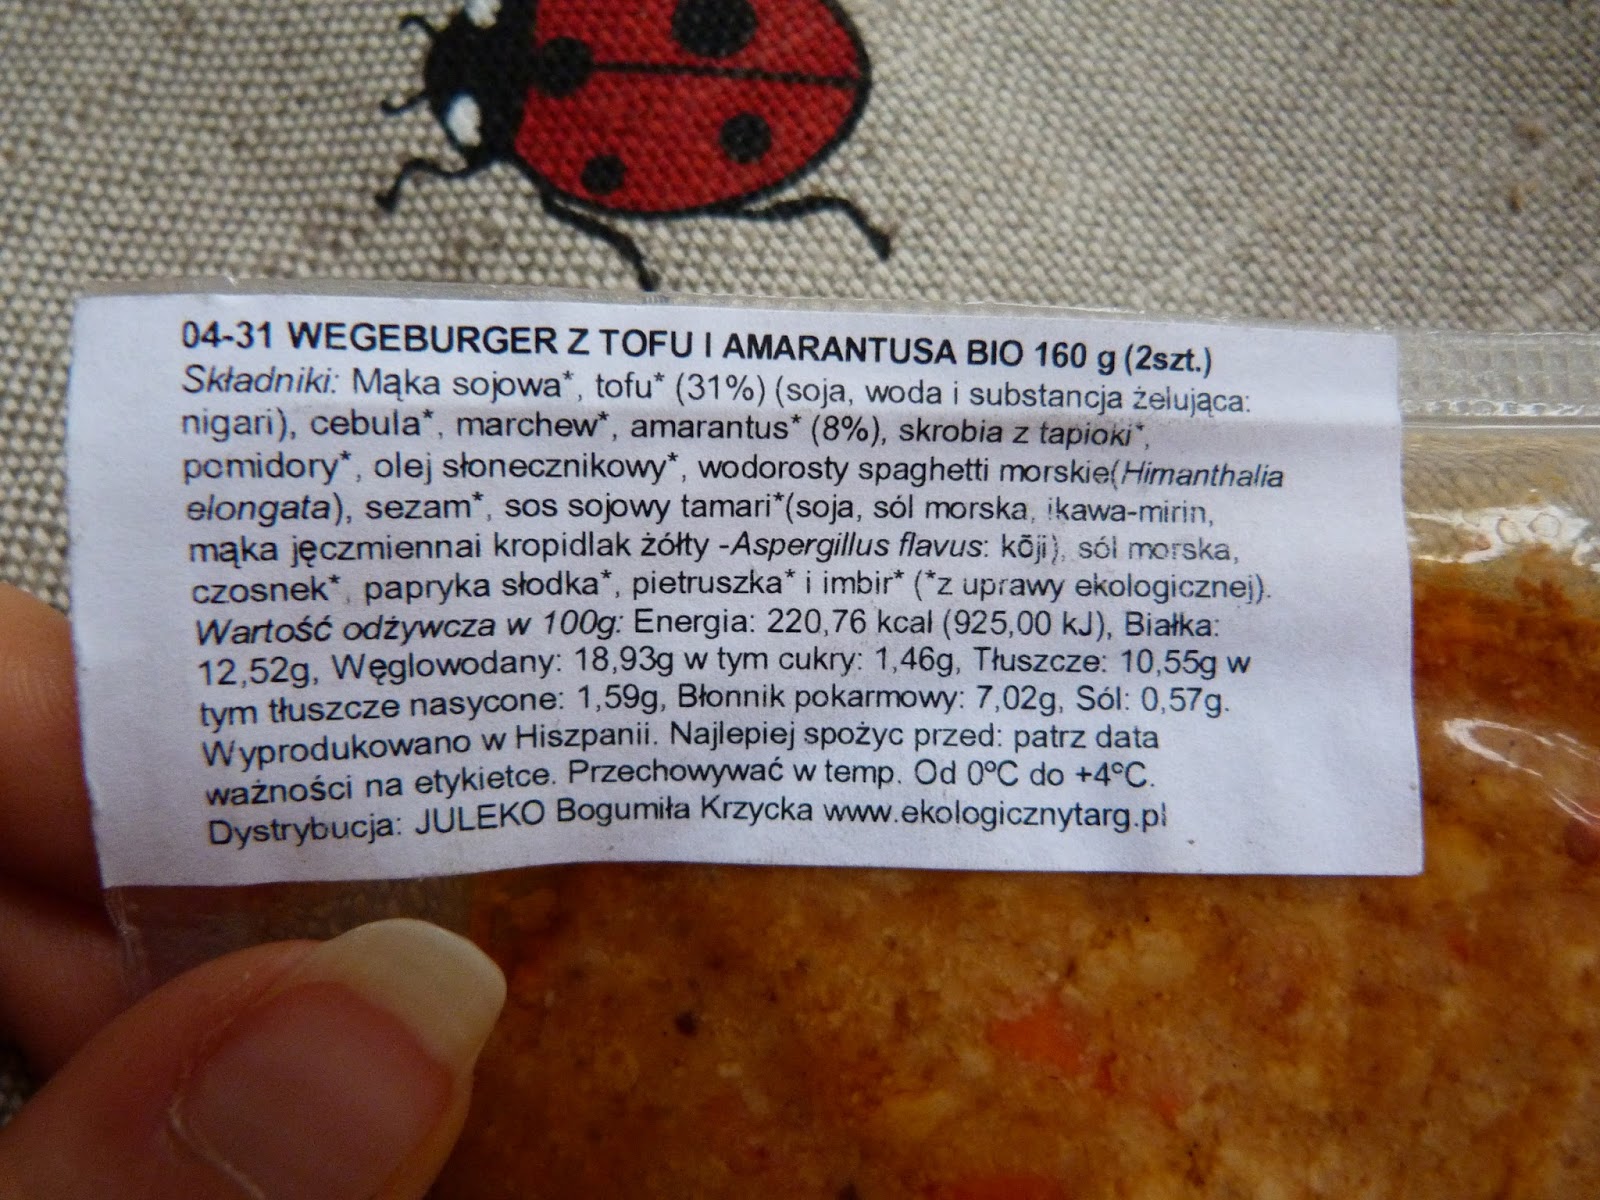 04-31 WEGEBURGER Z TOFU I AMARANTUSA BIO 160 g (2szt.)
Składniki: Mąka sojowa*, tofu* (31%) (soja, woda i substancja żelująca:
nigari), cebula*, marchew*, amarantus* (8%), skrobia z tapioki*,
pomidory*, olej słonecznikowy*, wodorosty spaghetti morskie(Himanthalia
elongata), sezam*, sos sojowy tamari*(soja, sól morska, ikawa-mirin,
mąka jęczmiennai kropidlak żółty -Aspergillus flavus: kōji), sól morska,
czosnek*, papryka słodka*, pietruszka* i imbir* (*z uprawy ekologicznej).
Wartość odżywcza w 100g: Energia: 220,76 kcal (925,00 kJ), Białka:
12,52g, Węglowodany: 18,93g w tym cukry: 1,46g, Tłuszcze: 10,55g w
tym tłuszcze nasycone: 1,59g, Błonnik pokarmowy: 7,02g, Sól: 0,57g.
Wyprodukowano w Hiszpanii. Najlepiej spożyc przed: patrz data
ważności na etykietce. Przechowywać w temp. Od 0ºC do +4ºC.
Dystrybucja: JULEKO Bogumiła Krzycka www.ekologicznytarg.pl